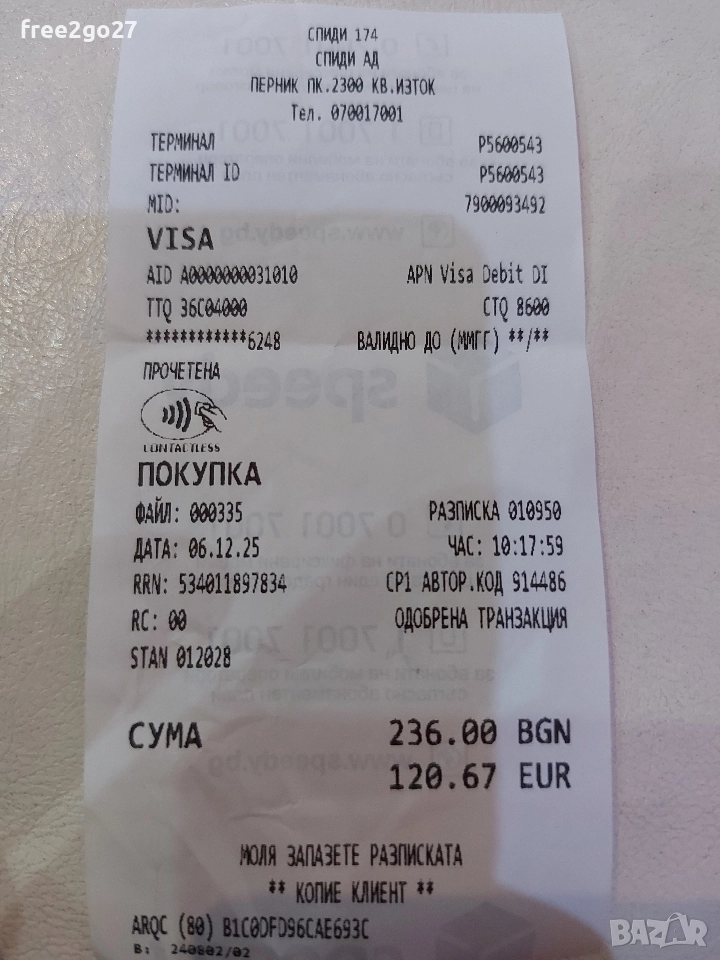 free2go27
СПИДИ 174
СПИДИ АД
ПЕРНИК ПК.2300 КВ.ИЗТОК
Тел. 070017001
ТЕРМИНАЛ P5600543
ТЕРМИНАЛ ID P5600543
MID: 7900093492
VISA
AID A0000000031010 APN Visa Debit DI
TTQ 36C04000 CTQ 8600
************6248 ВАЛИДНО ДО (ММГГ) **/**
ПРОЧЕТЕНА
CONTACTLESS
ПОКУПКА
ФАЙЛ: 000335 РАЗПИСКА 010950
ДАТА: 06.12.25 ЧАС: 10:17:59
RRN: 534011897834 CP1 АВТОР.КОД 914486
RC: 00 ОДОБРЕНА ТРАНЗАКЦИЯ
STAN 012028
СУМА 236.00 BGN
120.67 EUR
МОЛЯ ЗАПАЗЕТЕ РАЗПИСКАТА
** КОПИЕ КЛИЕНТ **
ARQC (80) B1C0DFD96CAE693C
B: 240802/02
BAZAR